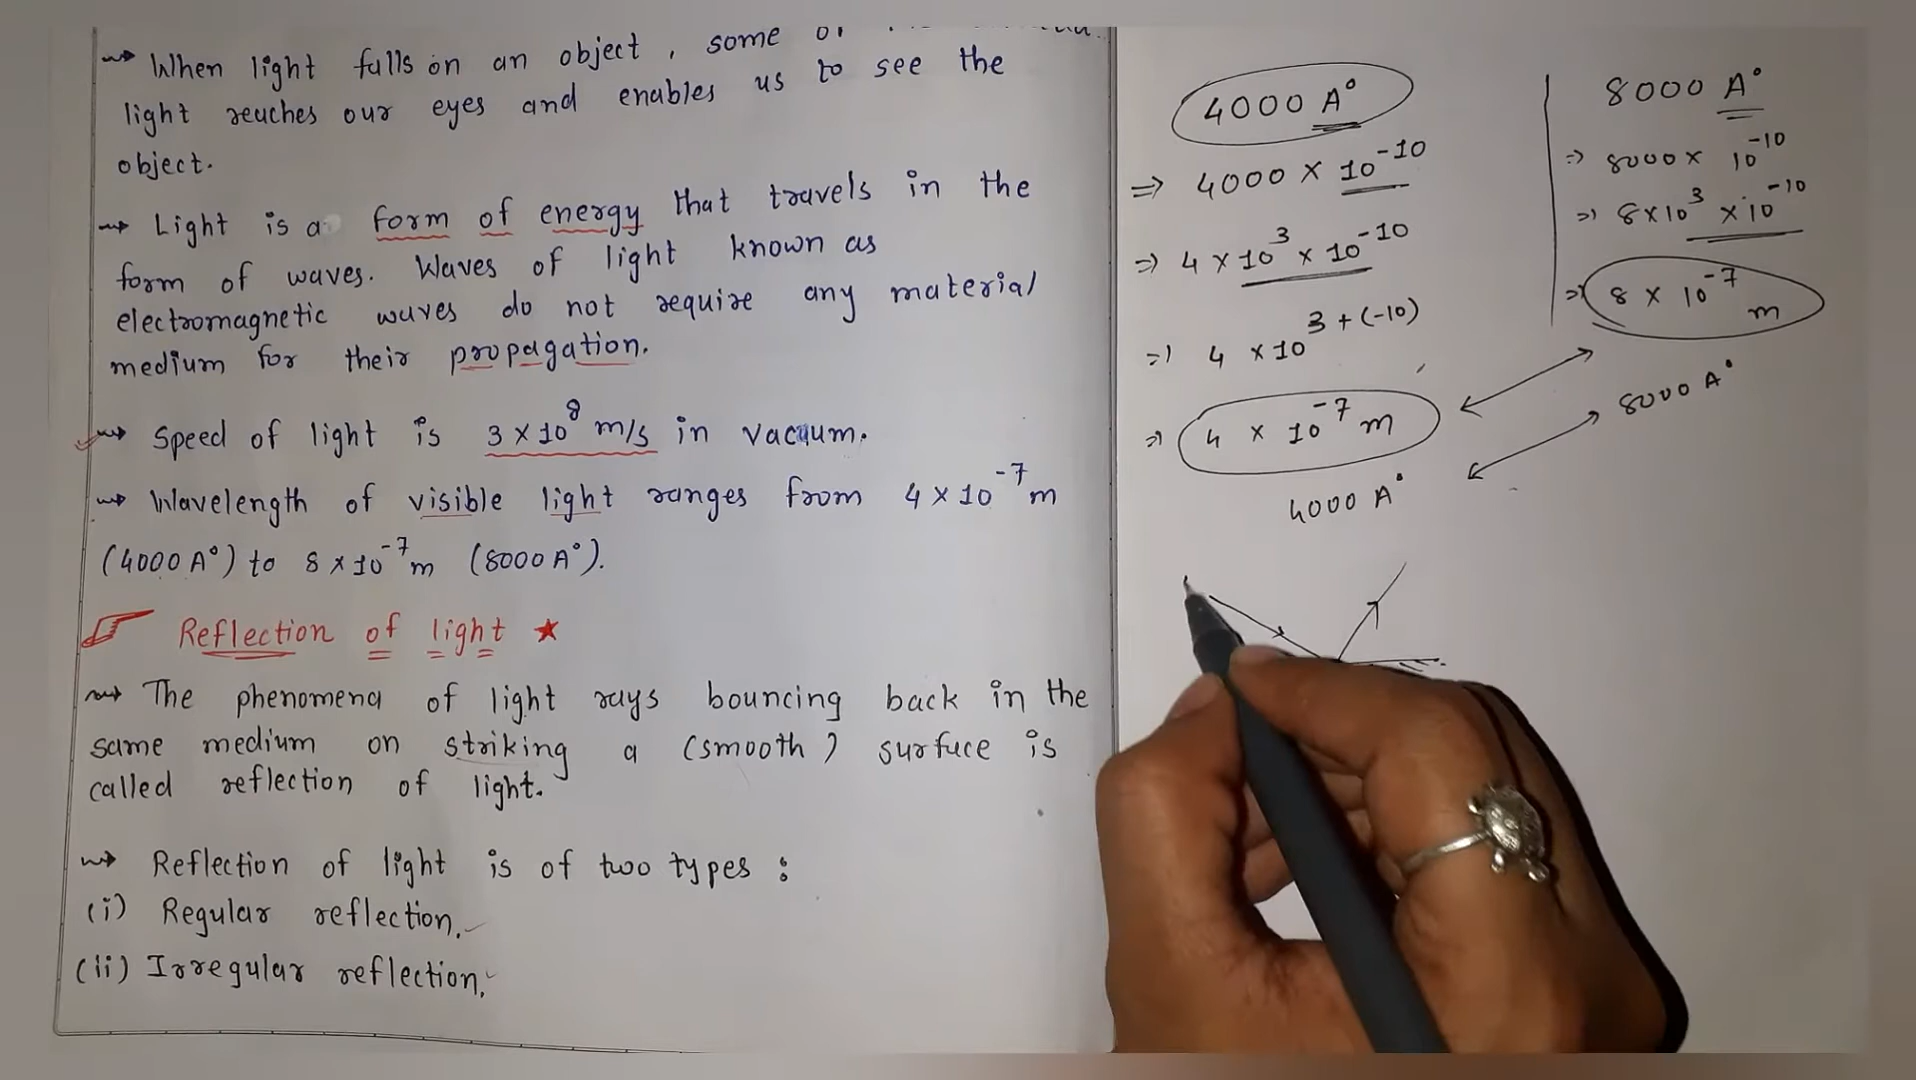 ⇝ When light falls on an object, some
light reaches our eyes and enables us to see the
object.
⇝ Light is a form of energy that travels in the
form of waves. Waves of light known as
electromagnetic waves do not require any material
medium for their propagation.
⇝ Speed of light is 3 × 10⁸ m/s in vacuum.
⇝ Wavelength of visible light ranges from 4 × 10⁻⁷ m
(4000 A°) to 8 × 10⁻⁷ m (8000 A°).
Reflection of light ★
⇝ The phenomena of light rays bouncing back in the
same medium on striking a (smooth) surface is
called reflection of light.
⇝ Reflection of light is of two types :
(i) Regular reflection.
(ii) Irregular reflection.
4000 A°
⇒ 4000 × 10⁻¹⁰
⇒ 4 × 10³ × 10⁻¹⁰
⇒ 4 × 10³⁺⁽⁻¹⁰⁾
⇒ 4 × 10⁻⁷ m
4000 A°
8000 A°
⇒ 8000 × 10⁻¹⁰
⇒ 8 × 10³ × 10⁻¹⁰
⇒ 8 × 10⁻⁷ m
8000 A°